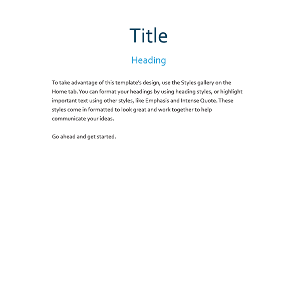 Title
Heading
To take advantage of this template's design, use the Styles gallery on the
Home tab. You can format your headings by using heading styles, or highlight
important text using other styles, like Emphasis and Intense Quote. These
styles come in formatted to look great and work together to help
communicate your ideas.
Go ahead and get started.